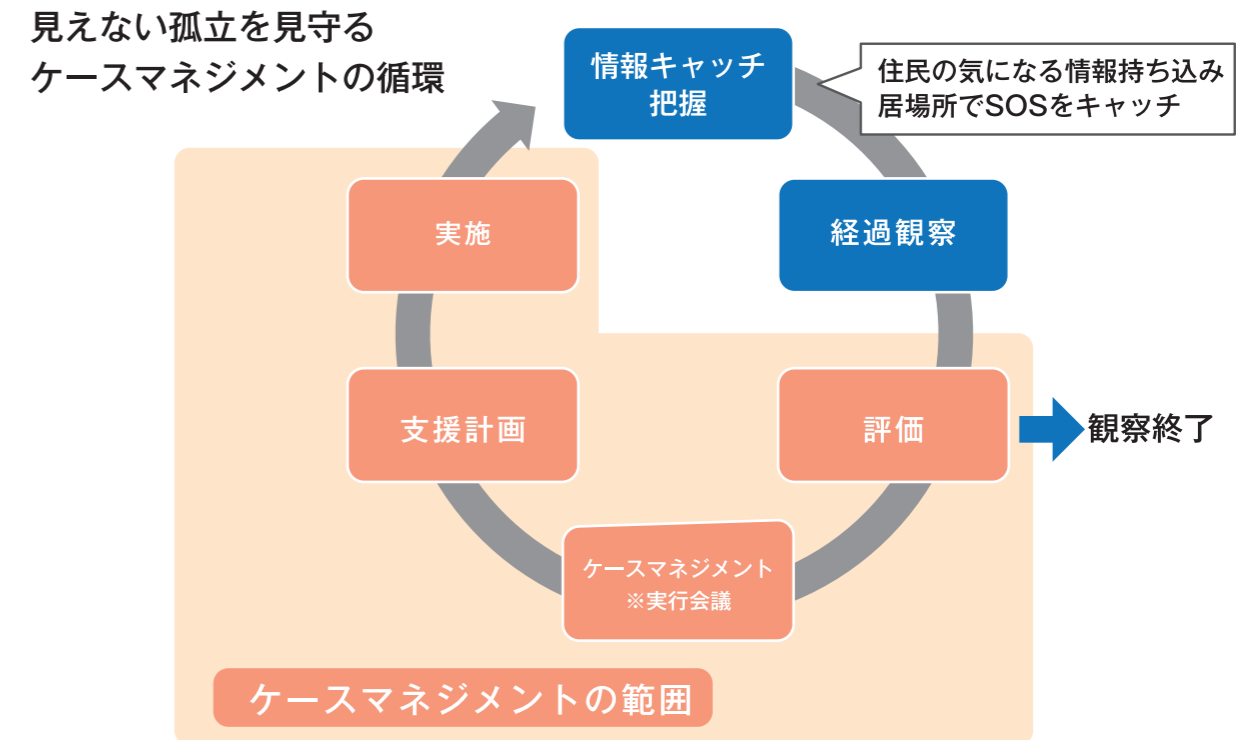 見えない孤立を見守る
ケースマネジメントの循環
情報キャッチ
把握
住民の気になる情報持ち込み
居場所でSOSをキャッチ
実施
経過観察
支援計画
評価
観察終了
ケースマネジメント
※実行会議
ケースマネジメントの範囲